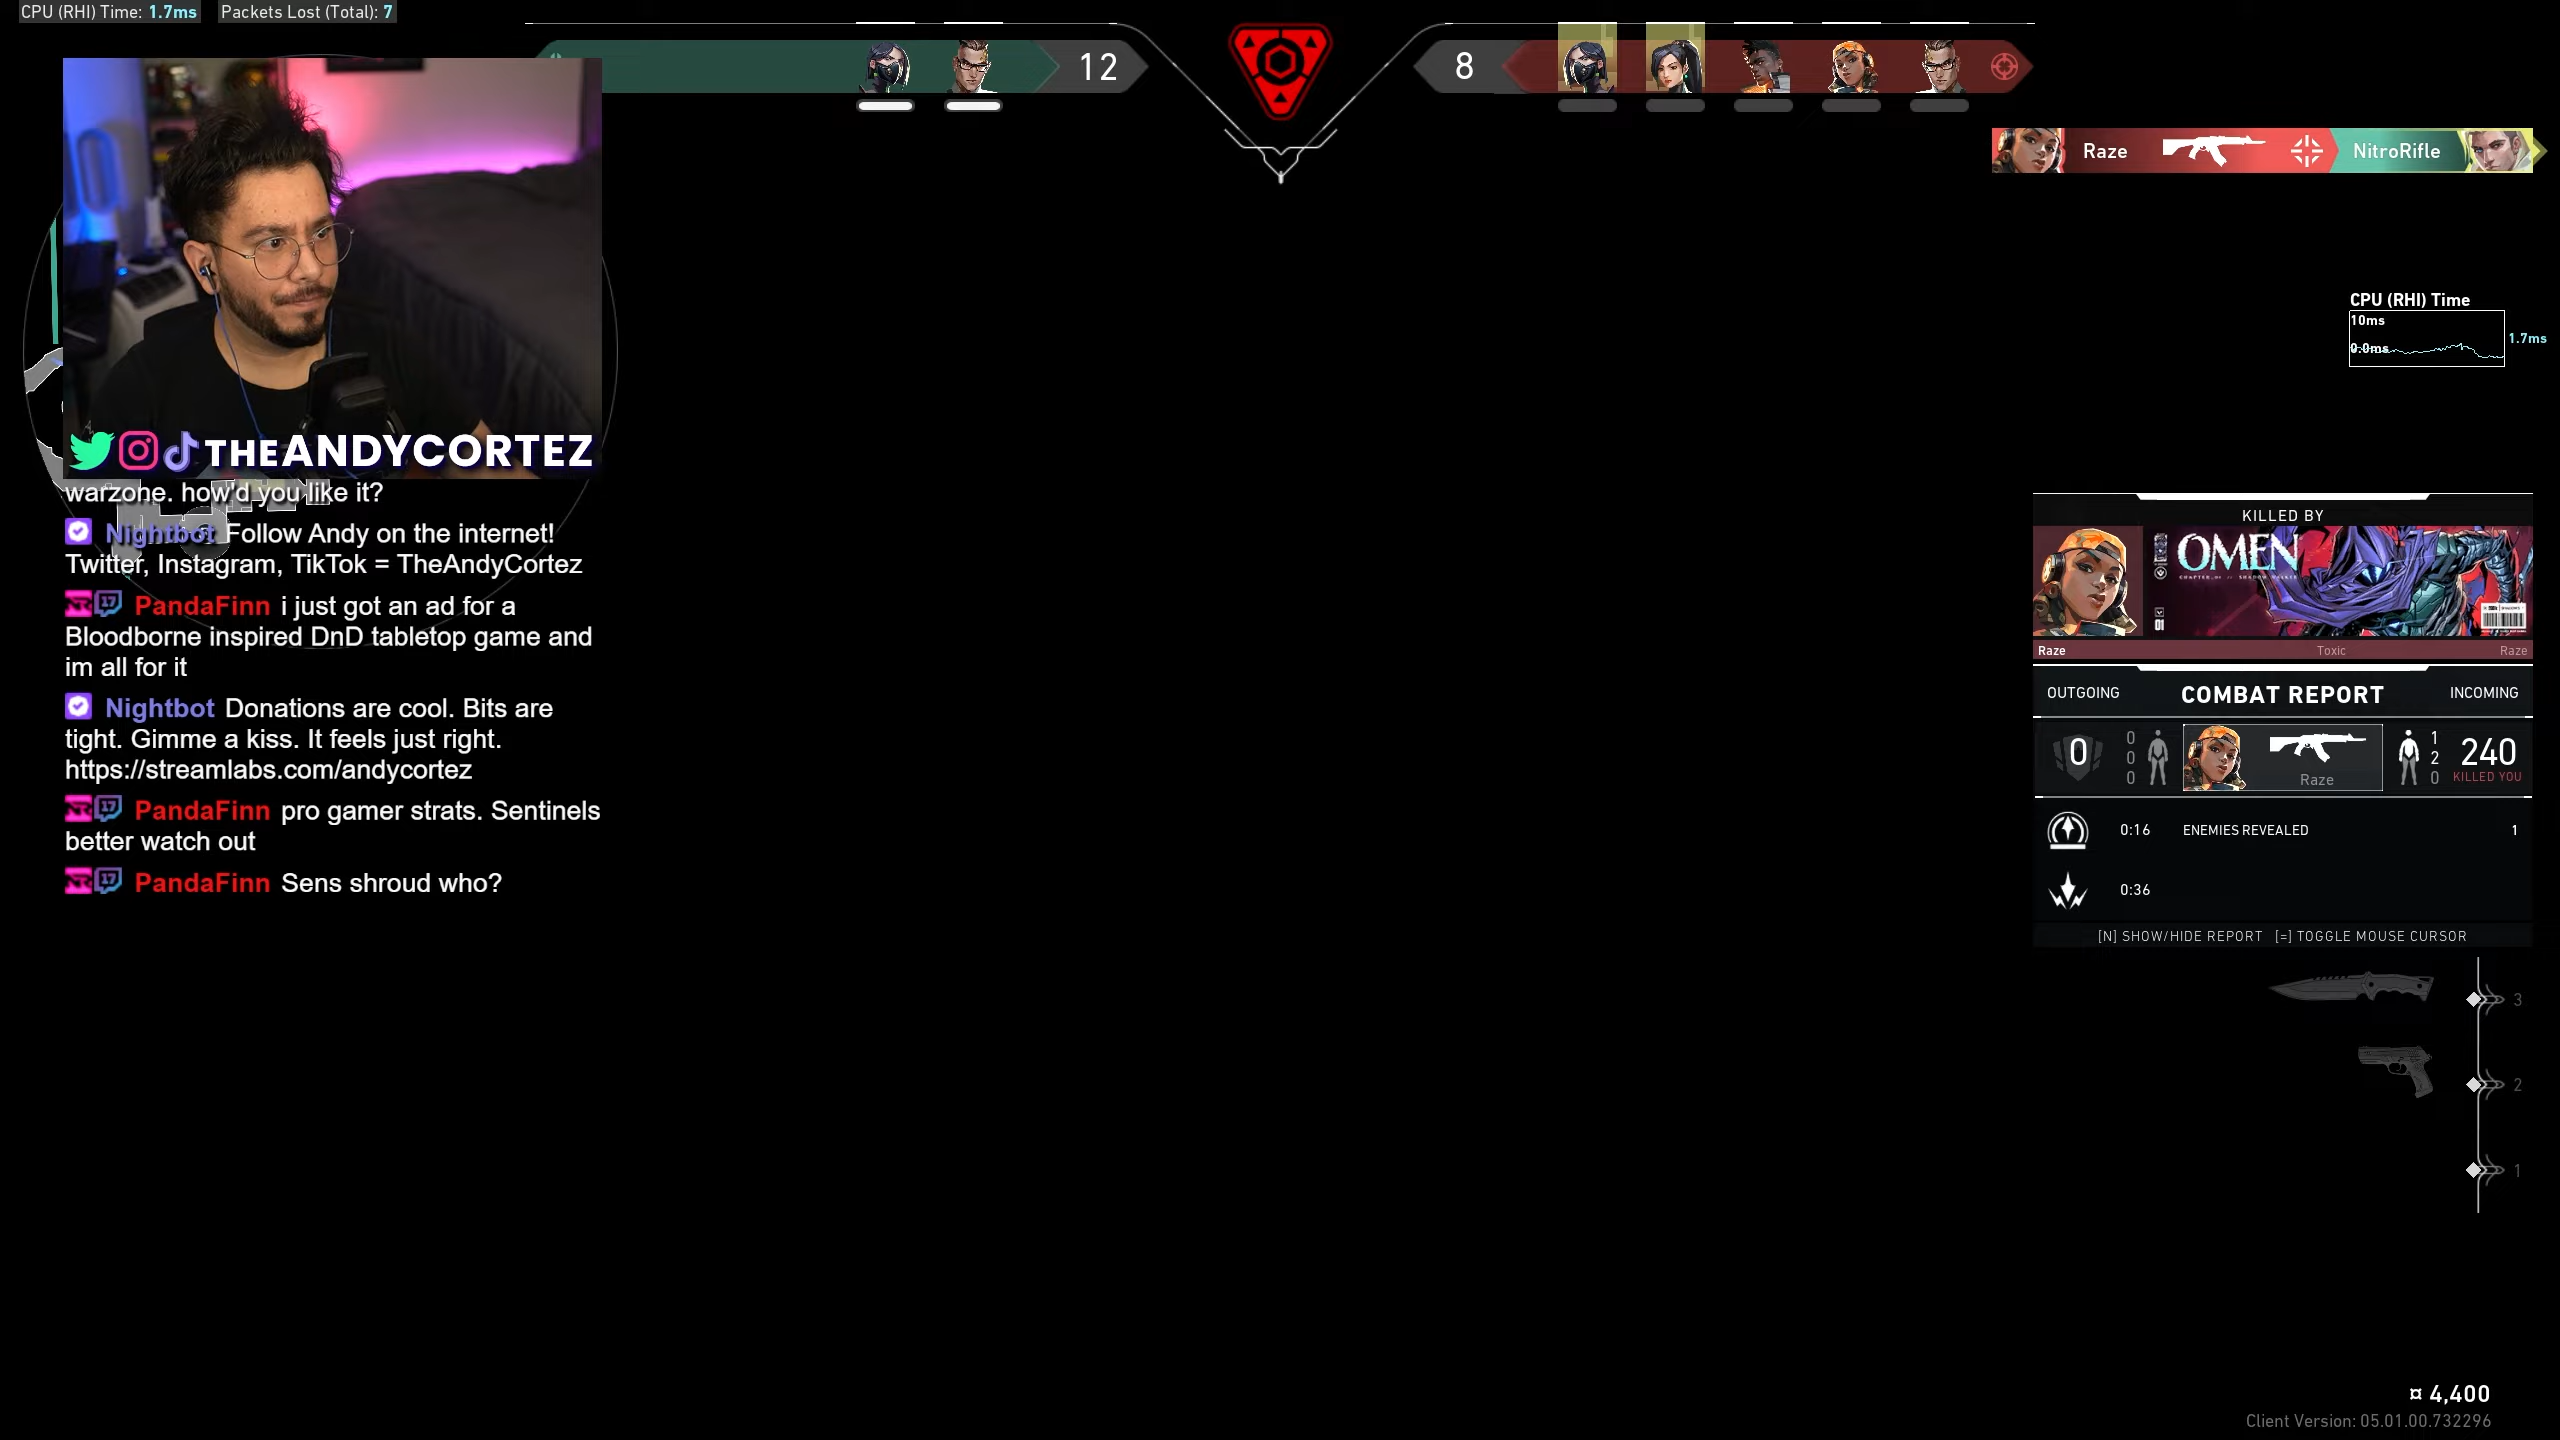 CPU (RHI) Time: 1.7ms Packets Lost (Total): 7
12
8
Raze
NitroRifle
CPU (RHI) Time
10ms
0.0ms
1.7ms
THEANDYCORTEZ
warzone. how'd you like it?
Nightbot Follow Andy on the internet!
Twitter, Instagram, TikTok = TheAndyCortez
17 PandaFinn i just got an ad for a
Bloodborne inspired DnD tabletop game and
im all for it
Nightbot Donations are cool. Bits are
tight. Gimme a kiss. It feels just right.
https://streamlabs.com/andycortez
17 PandaFinn pro gamer strats. Sentinels
better watch out
17 PandaFinn Sens shroud who?
KILLED BY
OMEN
01
Raze Toxic Raze
OUTGOING COMBAT REPORT INCOMING
0
0
0
0
Raze
1
2
0
240
KILLED YOU
0:16 ENEMIES REVEALED 1
0:36
[N] SHOW/HIDE REPORT [=] TOGGLE MOUSE CURSOR
3
2
1
¤ 4,400
Client Version: 05.01.00.732296